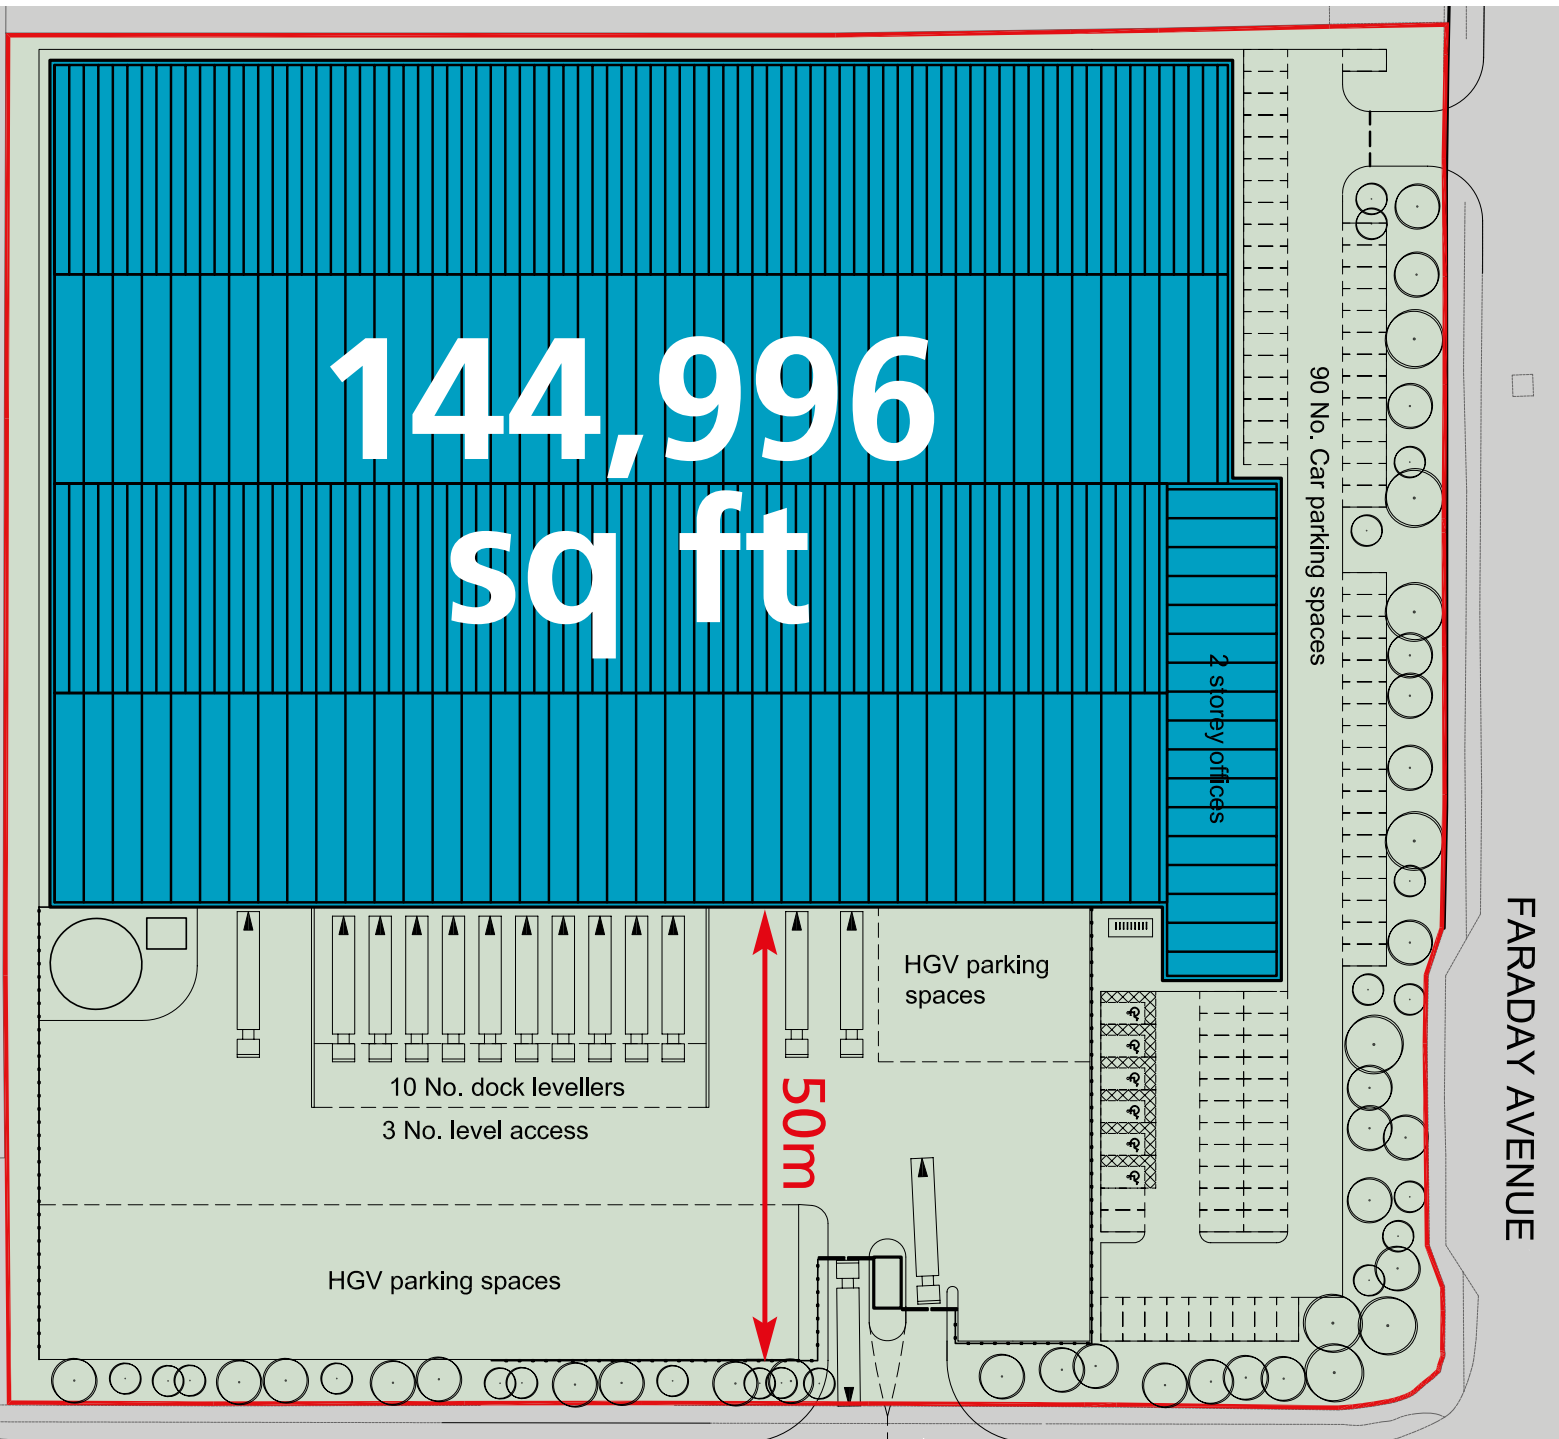 144,996
sq ft
90 No. Car parking spaces
2 storey offices
FARADAY AVENUE
HGV parking
spaces
10 No. dock levellers
3 No. level access
50m
HGV parking spaces